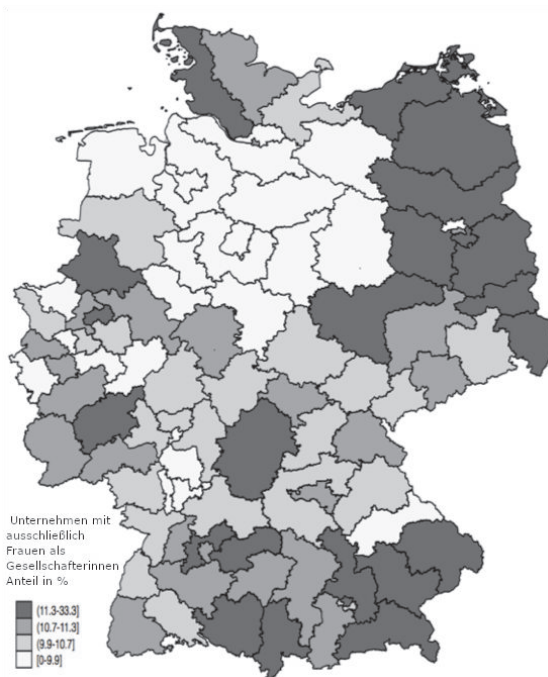 Unternehmen mit
ausschließlich
Frauen als
Gesellschafterinnen
Anteil in %
(11.3-33.3]
(10.7-11.3]
(9.9-10.7]
[0-9.9]